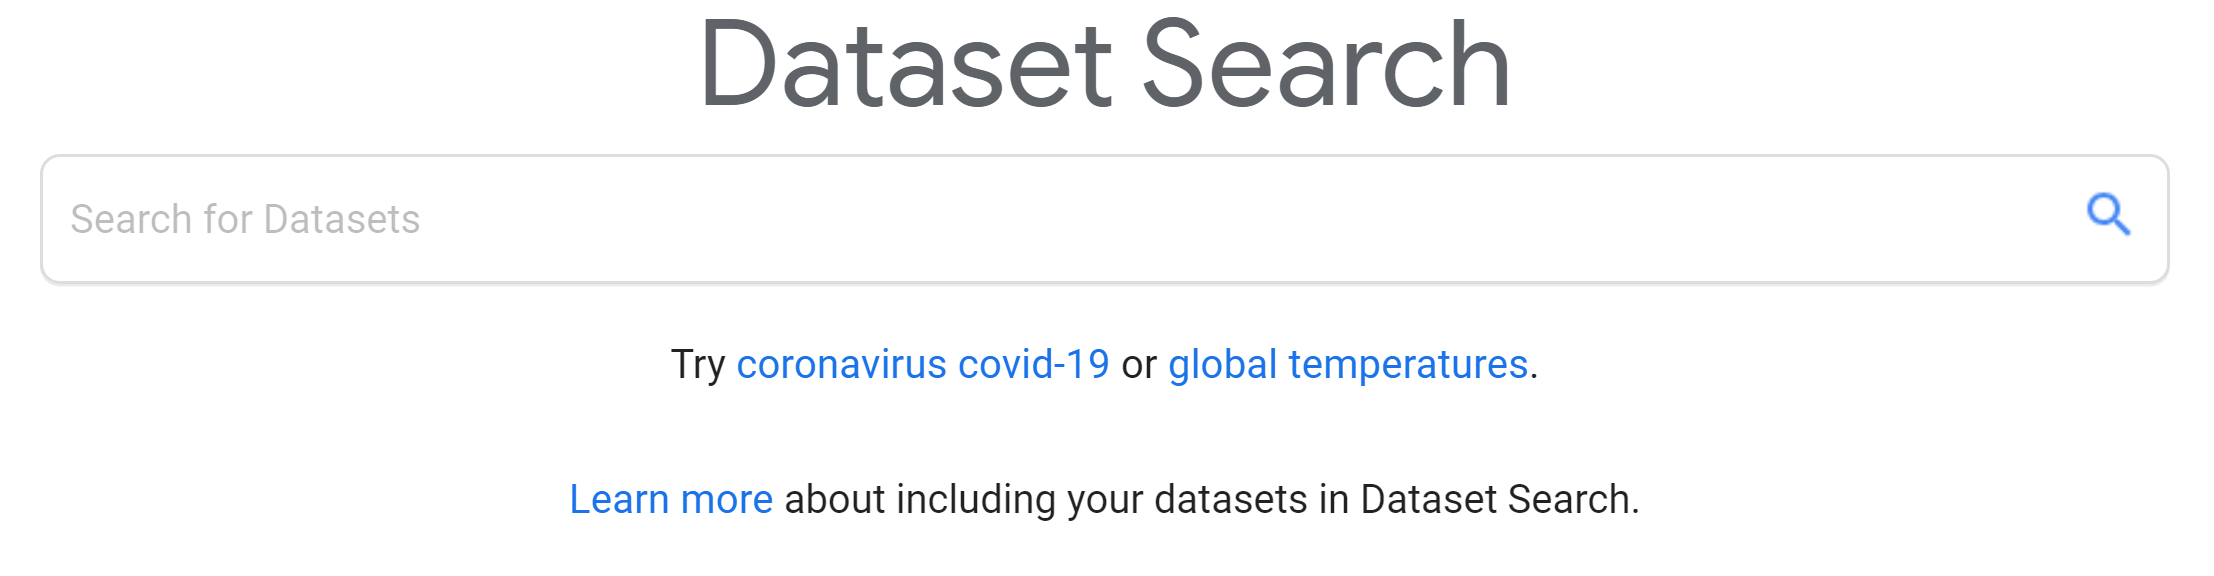 Dataset Search
Search for Datasets
Try coronavirus covid-19 or global temperatures.
Learn more about including your datasets in Dataset Search.